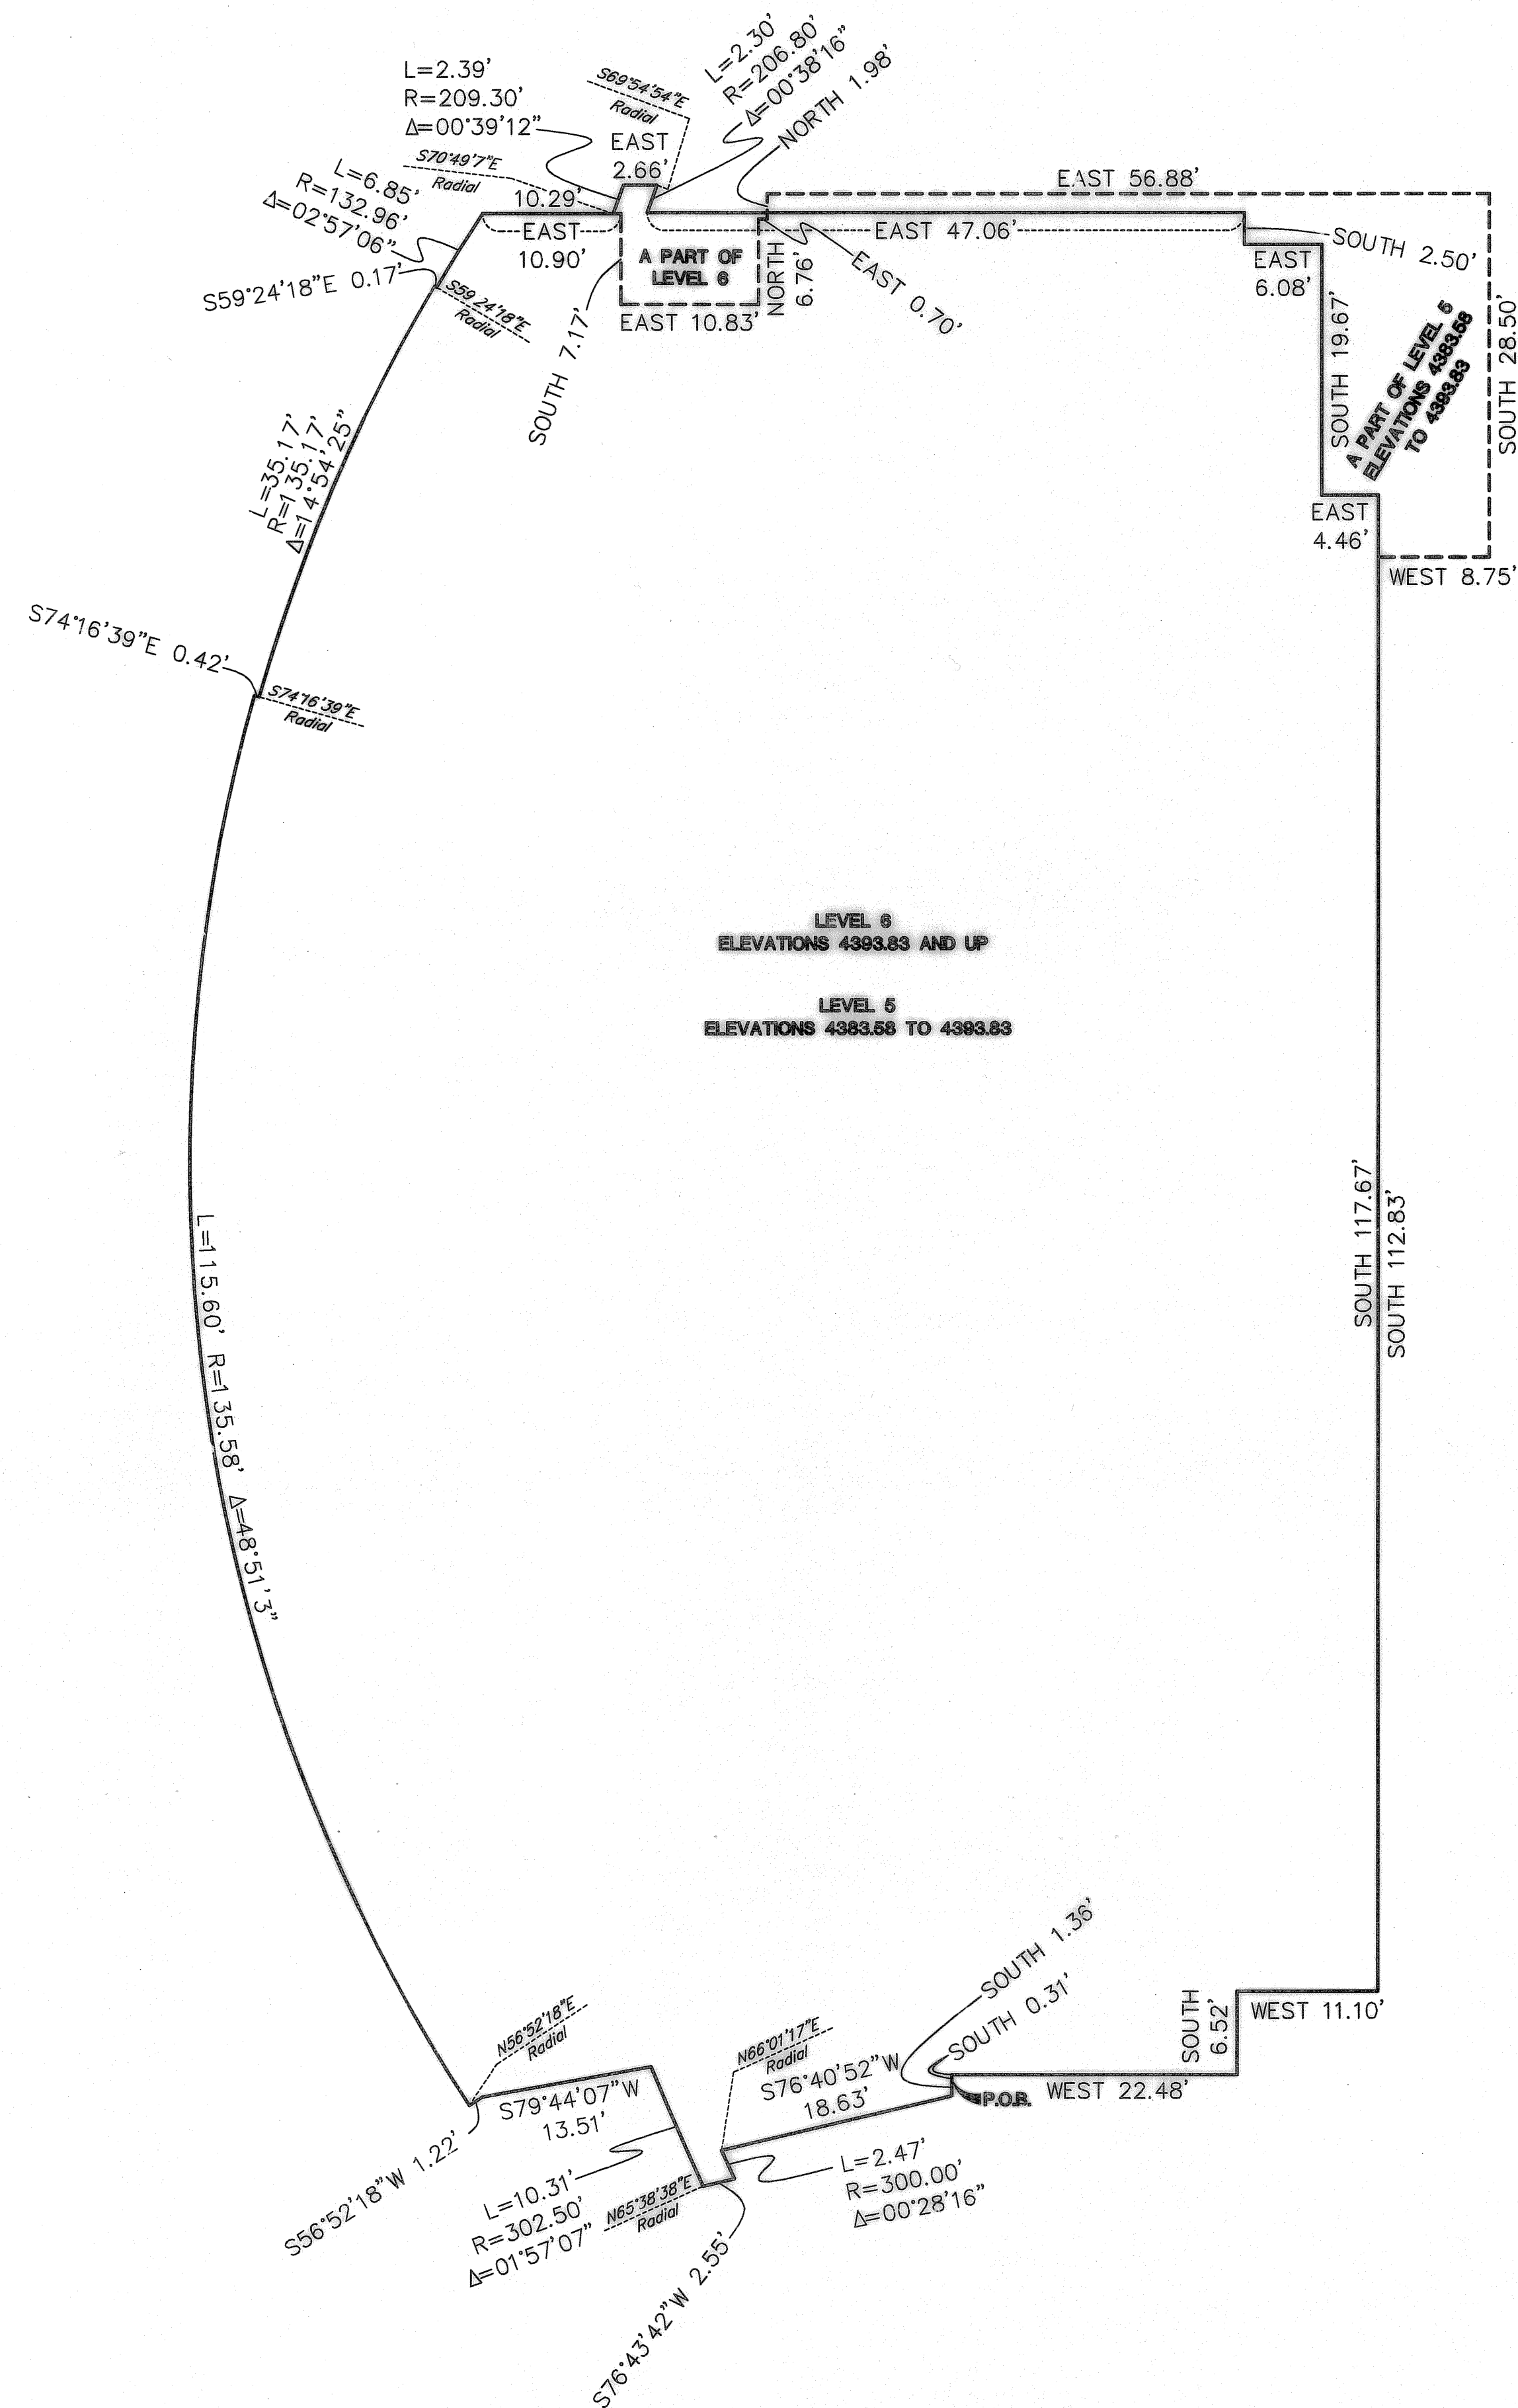 L=2.39'
R=209.30'
Δ=00°39'12"
S69°54'54"E
Radial
L=2.30'
R=206.80'
Δ=00°38'16"
NORTH 1.98'
EAST
2.66'
S70°49'7"E
Radial
L=6.85'
R=132.96'
Δ=02°57'06"
10.29'
EAST
10.90'
EAST 56.88'
EAST 47.06'
SOUTH 2.50'
S59°24'18"E 0.17'
S59°24'18"E
Radial
A PART OF
LEVEL 6
NORTH
6.76'
EAST 0.70'
EAST
6.08'
EAST 10.83'
SOUTH 7.17'
SOUTH 19.67'
A PART OF LEVEL 5
ELEVATIONS 4383.58
TO 4393.83
SOUTH 28.50'
L=35.17'
R=135.17'
Δ=14°54'25"
EAST
4.46'
WEST 8.75'
S74°16'39"E 0.42'
S74°16'39"E
Radial
LEVEL 6
ELEVATIONS 4393.83 AND UP
LEVEL 5
ELEVATIONS 4383.58 TO 4393.83
L=115.60' R=135.58' Δ=48°51'3"
SOUTH 117.67'
SOUTH 112.83'
SOUTH 1.36'
SOUTH 0.31'
SOUTH
6.52'
WEST 11.10'
N56°52'18"E
Radial
N66°01'17"E
Radial
S76°40'52"W
18.63'
P.O.B.
WEST 22.48'
S79°44'07"W
13.51'
S56°52'18"W 1.22'
L=10.31'
R=302.50'
Δ=01°57'07"
N65°38'38"E
Radial
L=2.47'
R=300.00'
Δ=00°28'16"
S76°43'42"W 2.55'